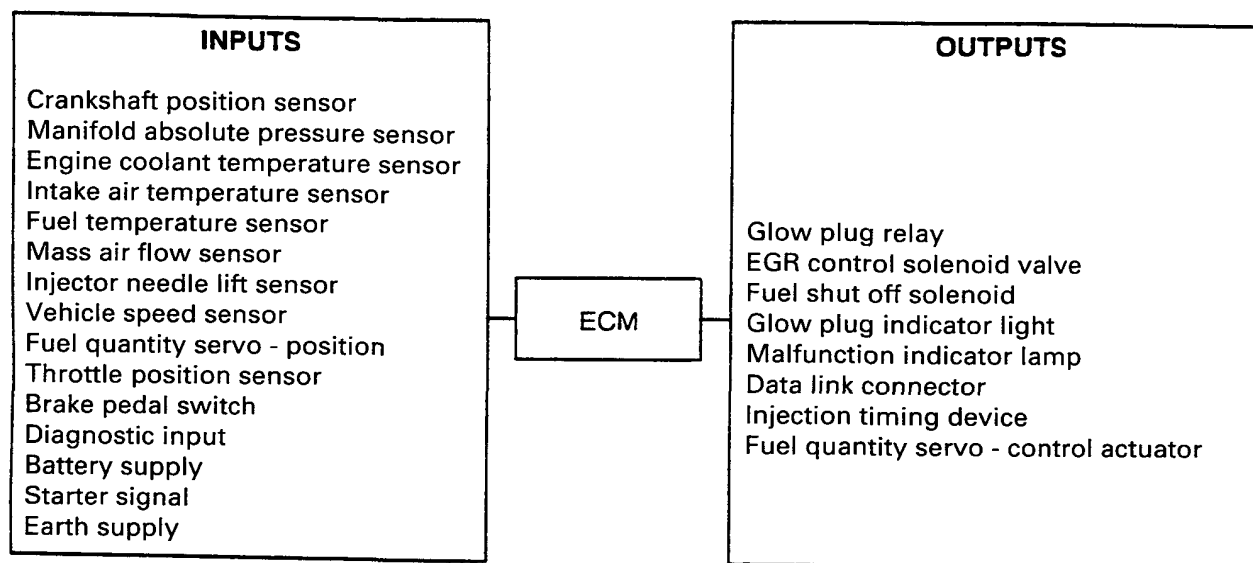 INPUTS
Crankshaft position sensor
Manifold absolute pressure sensor
Engine coolant temperature sensor
Intake air temperature sensor
Fuel temperature sensor
Mass air flow sensor
Injector needle lift sensor
Vehicle speed sensor
Fuel quantity servo - position
Throttle position sensor
Brake pedal switch
Diagnostic input
Battery supply
Starter signal
Earth supply
ECM
OUTPUTS
Glow plug relay
EGR control solenoid valve
Fuel shut off solenoid
Glow plug indicator light
Malfunction indicator lamp
Data link connector
Injection timing device
Fuel quantity servo - control actuator